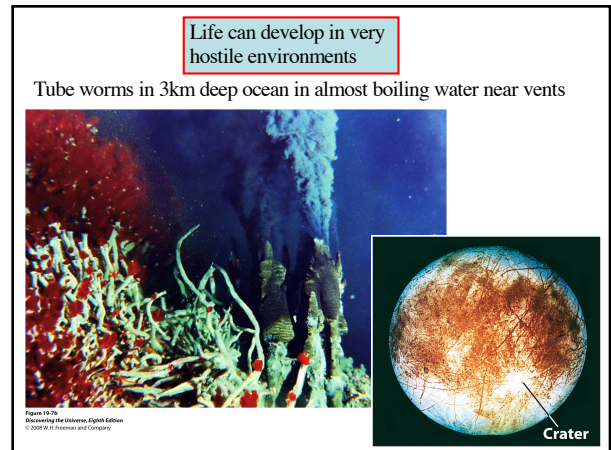 Life can develop in very
hostile environments
Tube worms in 3km deep ocean in almost boiling water near vents
Crater
Figure 19-7b
Discovering the Universe, Eighth Edition
© 2008 W. H. Freeman and Company